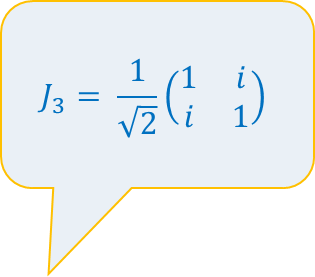 J₃ = 1/√2 (1 i
i 1)